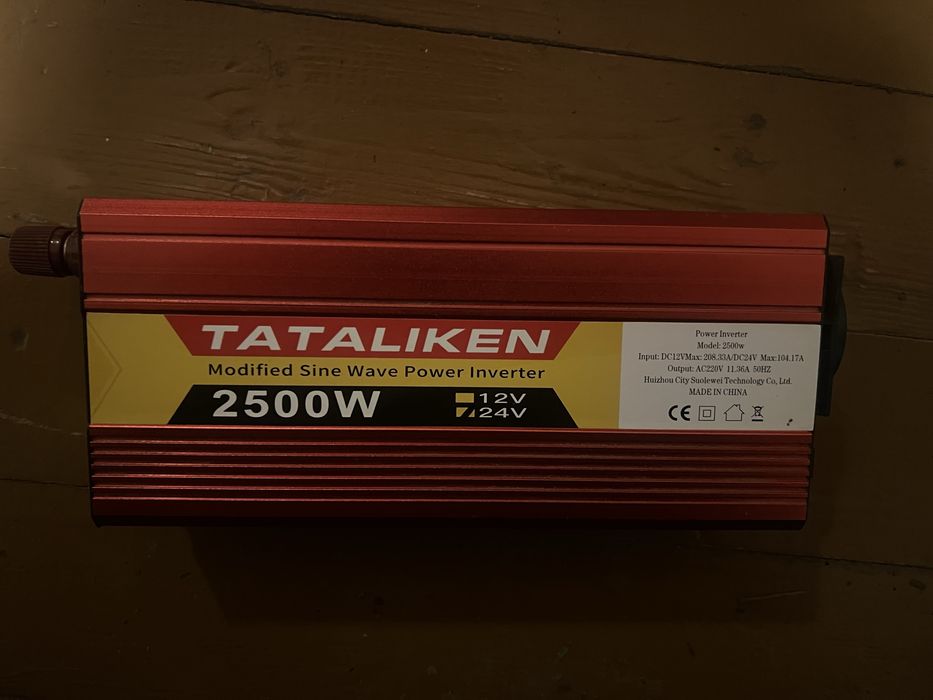 TATALIKEN
Modified Sine Wave Power Inverter
2500W
12V
24V
Power Inverter
Model: 2500w
Input: DC12VMax: 208.33A/DC24V Max:104.17A
Output: AC220V 11.36A 50HZ
Huizhou City Suolewei Technology Co, Ltd.
MADE IN CHINA
CE